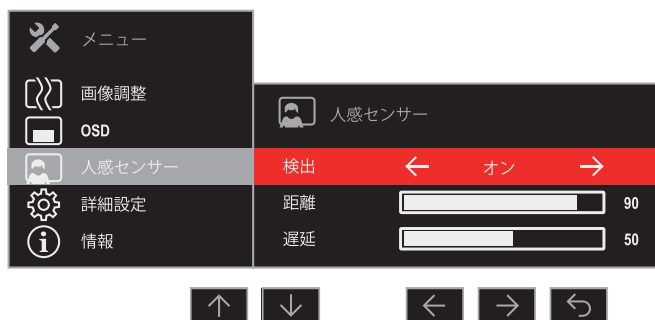 メニュー
画像調整
OSD
人感センサー
詳細設定
情報
人感センサー
検出 オン
距離 90
遅延 50